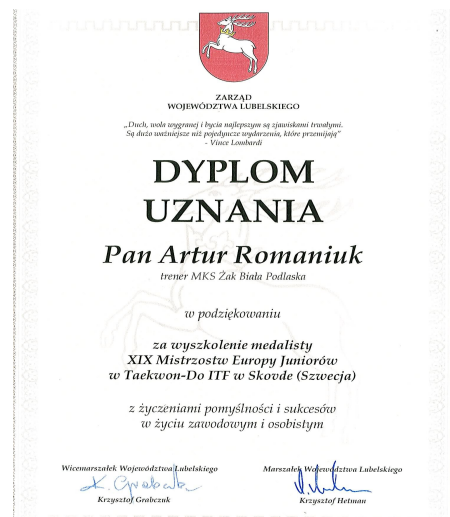 ZARZĄD
WOJEWÓDZTWA LUBELSKIEGO
„Duch, wola wygranej i bycia najlepszym są zjawiskami trwałymi.
Są dużo ważniejsze niż pojedyncze wydarzenia, które przemijają”
- Vince Lombardi
DYPLOM
UZNANIA
Pan Artur Romaniuk
trener MKS Żak Biała Podlaska
w podziękowaniu
za wyszkolenie medalisty
XIX Mistrzostw Europy Juniorów
w Taekwon-Do ITF w Skovde (Szwecja)
z życzeniami pomyślności i sukcesów
w życiu zawodowym i osobistym
Wicemarszałek Województwa Lubelskiego
Marszałek Województwa Lubelskiego
K. Grabczuk
Krzysztof Grabczuk
Krzysztof Hetman